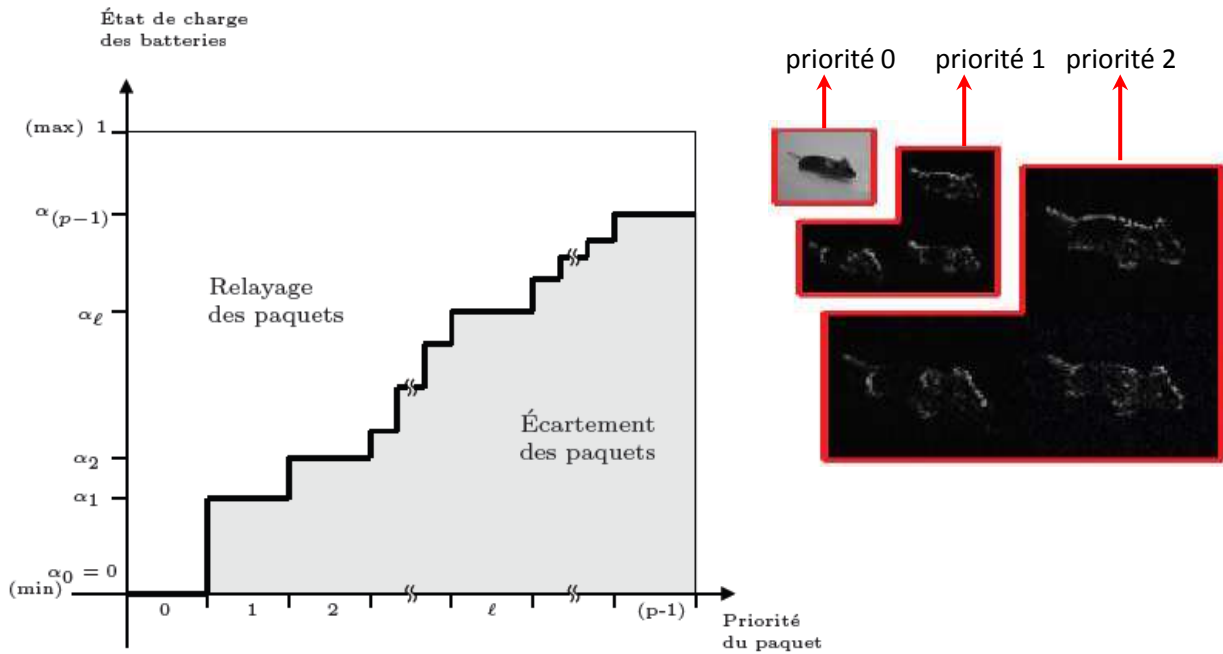 État de charge
des batteries
(max) 1
α(p−1)
αℓ
α2
α1
α0 = 0
(min)
Relayage
des paquets
Écartement
des paquets
0 1 2 ℓ (p-1)
Priorité
du paquet
priorité 0 priorité 1 priorité 2